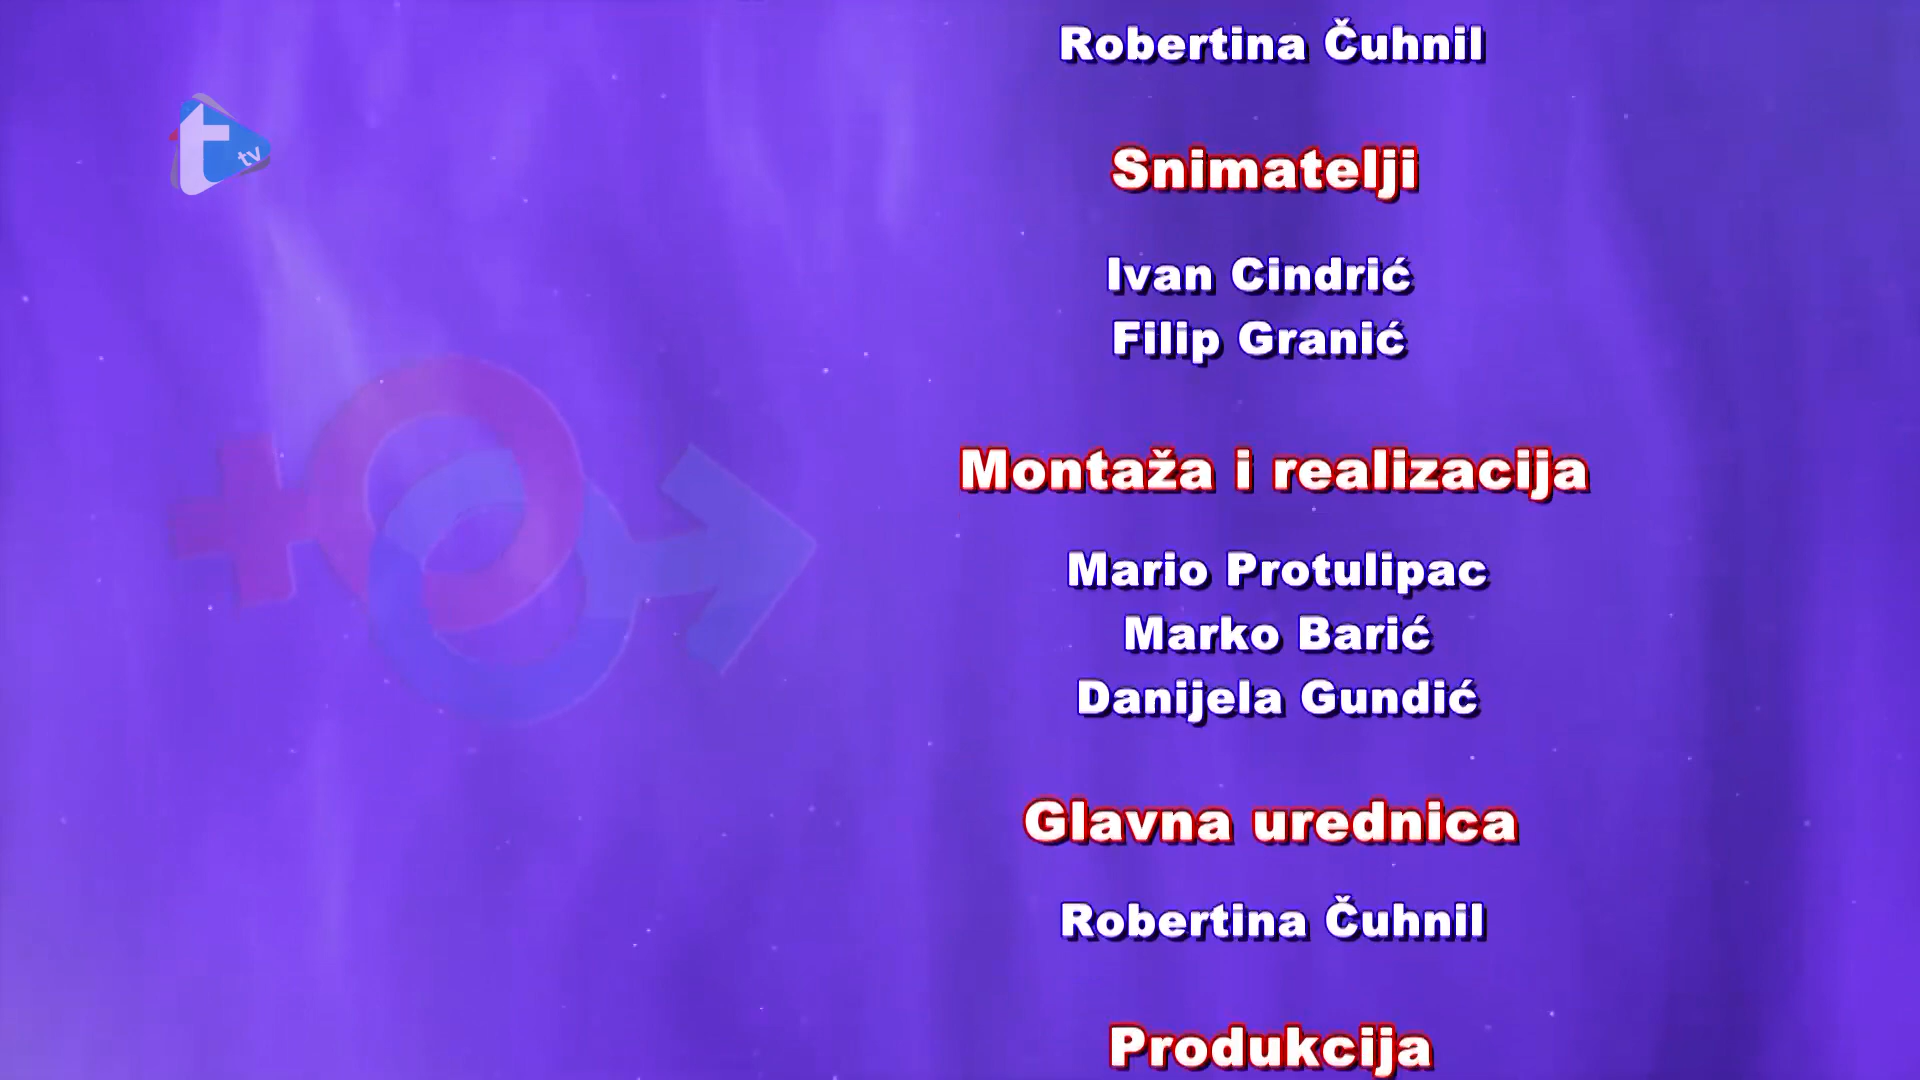 t tv
Robertina Čuhnil
Snimatelji
Ivan Cindrić
Filip Granić
Montaža i realizacija
Mario Protulipac
Marko Barić
Danijela Gundić
Glavna urednica
Robertina Čuhnil
Produkcija